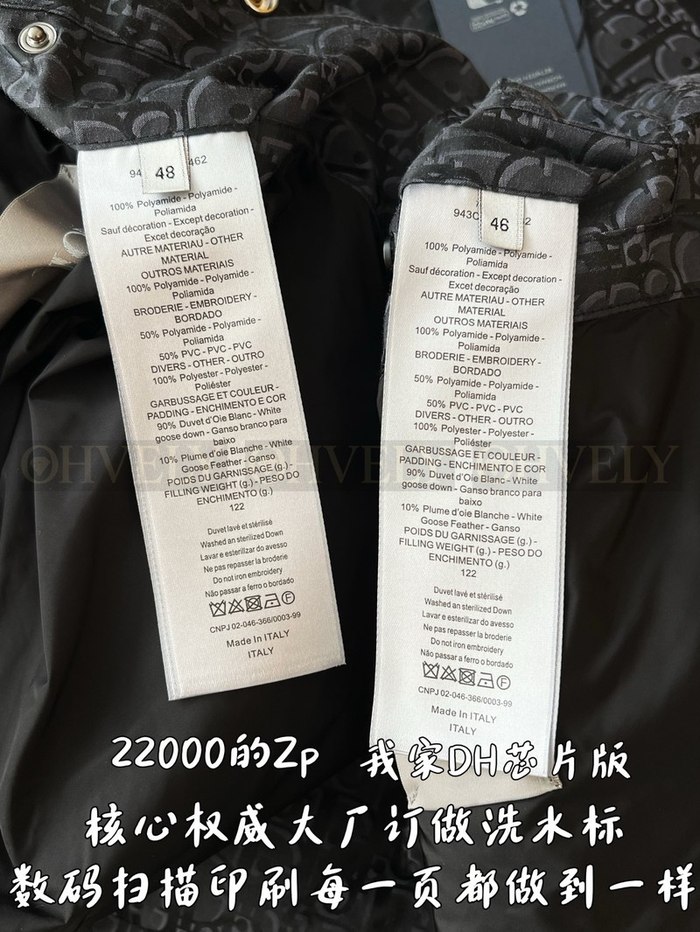 94 462
48
100% Polyamide - Polyamide -
Poliamida
Sauf décoration - Except decoration -
Excet decoração
AUTRE MATERIAU - OTHER
MATERIAL
OUTROS MATERIAIS
100% Polyamide - Polyamide -
Poliamida
BRODERIE - EMBROIDERY -
BORDADO
50% Polyamide - Polyamide -
Poliamida
50% PVC - PVC - PVC
DIVERS - OTHER - OUTRO
100% Polyester - Polyester -
Poliéster
GARBUSSAGE ET COULEUR -
PADDING - ENCHIMENTO E COR
90% Duvet d'Oie Blanc - White
goose down - Ganso branco para
baixo
10% Plume d'oie Blanche - White
Goose Feather - Ganso
POIDS DU GARNISSAGE (g.) -
FILLING WEIGHT (g.) - PESO DO
ENCHIMENTO (g)
122
Duvet lavé et stérilisé
Washed an sterilized Down
Lavar e esterilizar do avesso
Ne pas repasser la broderie
Do not iron embroidery
Não passar a ferro o bordado
CNPJ 02-046-366/0003-99
Made In ITALY
ITALY
943C 2
46
100% Polyamide - Polyamide -
Poliamida
Sauf décoration - Except decoration -
Excet decoração
AUTRE MATERIAU - OTHER
MATERIAL
OUTROS MATERIAIS
100% Polyamide - Polyamide -
Poliamida
BRODERIE - EMBROIDERY -
BORDADO
50% Polyamide - Polyamide -
Poliamida
50% PVC - PVC - PVC
DIVERS - OTHER - OUTRO
100% Polyester - Polyester -
Poliéster
GARBUSSAGE ET COULEUR -
PADDING - ENCHIMENTO E COR
90% Duvet d'Oie Blanc - White
goose down - Ganso branco para
baixo
10% Plume d'oie Blanche - White
Goose Feather - Ganso
POIDS DU GARNISSAGE (g.) -
FILLING WEIGHT (g.) - PESO DO
ENCHIMENTO (g)
122
Duvet lavé et stérilisé
Washed an sterilized Down
Lavar e esterilizar do avesso
Ne pas repasser la broderie
Do not iron embroidery
Não passar a ferro o bordado
CNPJ 02-046-366/0003-99
Made In ITALY
ITALY
22000的Zp 我家DH芯片版
核心权威大厂订做洗水标
数码扫描印刷每一页都做到一样